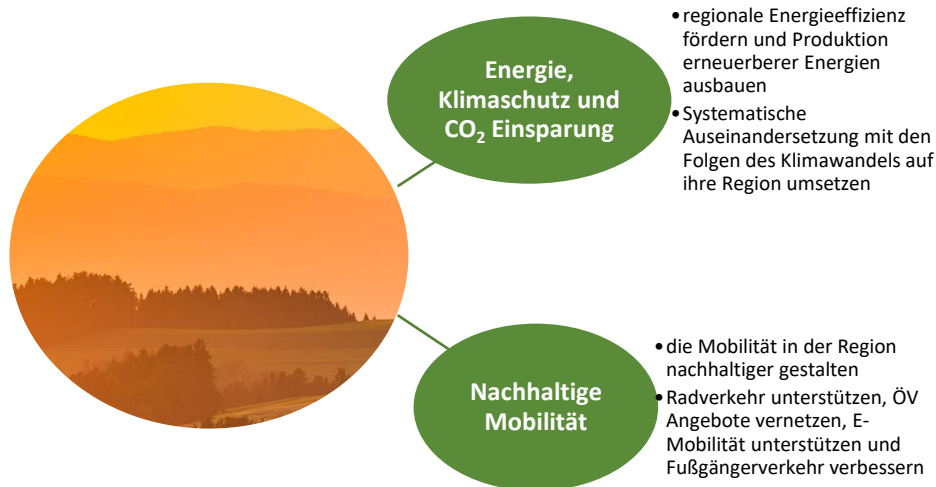 Energie,
Klimaschutz und
CO₂ Einsparung
•regionale Energieeffizienz
fördern und Produktion
erneuerberer Energien
ausbauen
•Systematische
Auseinandersetzung mit den
Folgen des Klimawandels auf
ihre Region umsetzen
Nachhaltige
Mobilität
•die Mobilität in der Region
nachhaltiger gestalten
•Radverkehr unterstützen, ÖV
Angebote vernetzen, E-
Mobilität unterstützen und
Fußgängerverkehr verbessern